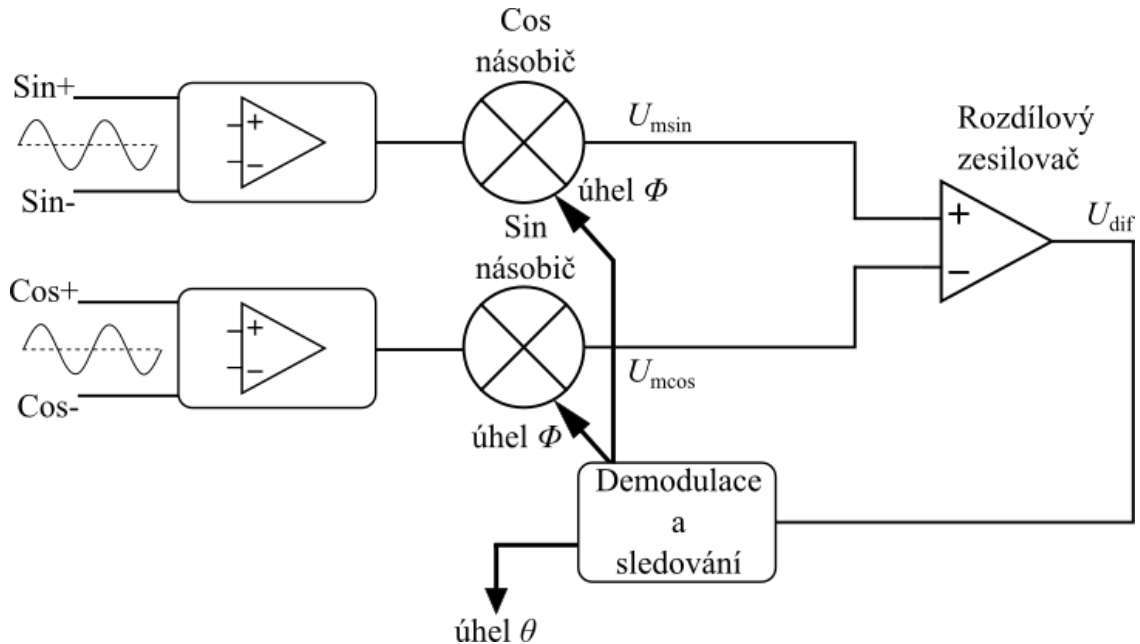 Cos
násobič
Sin+
Sin-
U msin
úhel Φ
Rozdílový
zesilovač
U dif
Sin
násobič
Cos+
Cos-
U mcos
úhel Φ
Demodulace
a
sledování
úhel θ
+
−
+
−
+
−